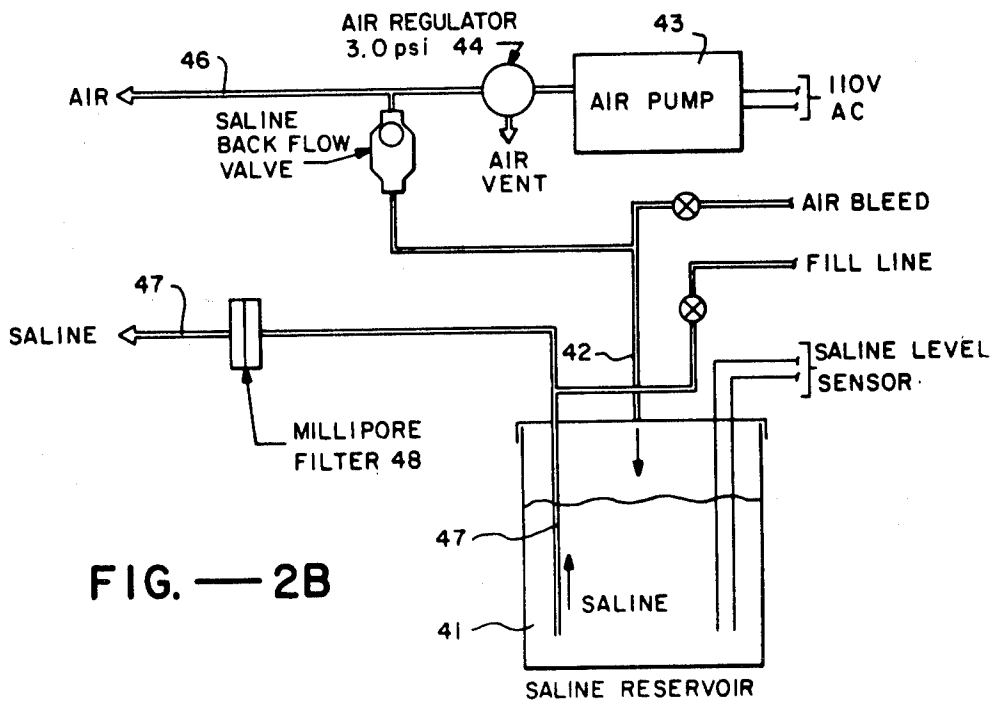 AIR REGULATOR
3.0 psi 44
43
46
AIR
AIR PUMP
110V
AC
SALINE
BACK FLOW
VALVE
AIR
VENT
AIR BLEED
FILL LINE
47
SALINE
42
SALINE LEVEL
SENSOR
MILLIPORE
FILTER 48
47
SALINE
41
FIG. — 2B
SALINE RESERVOIR